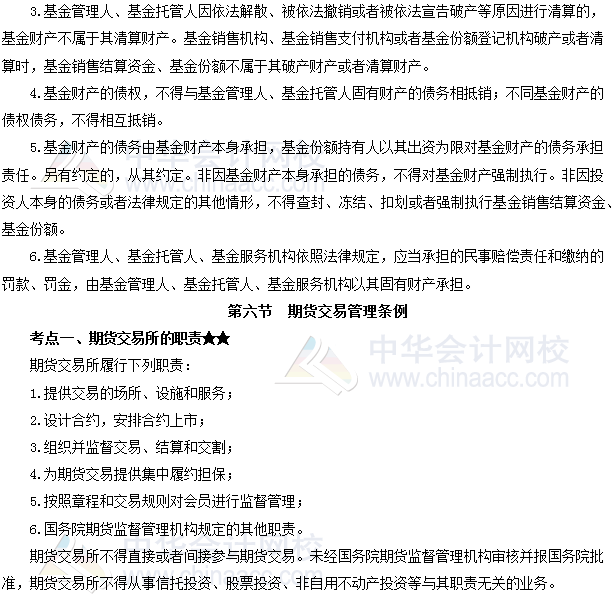 3.基金管理人、基金托管人因依法解散、被依法撤销或者被依法宣告破产等原因进行清算的，
基金财产不属于其清算财产。基金销售机构、基金销售支付机构或者基金份额登记机构破产或者清
算时，基金销售结算资金、基金份额不属于其破产财产或者清算财产。
4.基金财产的债权，不得与基金管理人、基金托管人固有财产的债务相抵销；不同基金财产的
债权债务，不得相互抵销。
5.基金财产的债务由基金财产本身承担，基金份额持有人以其出资为限对基金财产的债务承担
责任。另有约定的，从其约定。非因基金财产本身承担的债务，不得对基金财产强制执行。非因投
资人本身的债务或者法律规定的其他情形，不得查封、冻结、扣划或者强制执行基金销售结算资金、
基金份额。
6.基金管理人、基金托管人、基金服务机构依照法律规定，应当承担的民事赔偿责任和缴纳的
罚款、罚金，由基金管理人、基金托管人、基金服务机构以其固有财产承担。
第六节 期货交易管理条例
考点一、期货交易所的职责★★
期货交易所履行下列职责：
1.提供交易的场所、设施和服务；
2.设计合约，安排合约上市；
3.组织并监督交易、结算和交割；
4.为期货交易提供集中履约担保；
5.按照章程和交易规则对会员进行监督管理；
6.国务院期货监督管理机构规定的其他职责。
期货交易所不得直接或者间接参与期货交易。未经国务院期货监督管理机构审核并报国务院批
准，期货交易所不得从事信托投资、股票投资、非自用不动产投资等与其职责无关的业务。
中华会计网校
www.chinaacc.com
中华会计网校
www.chinaacc.com
中华会计网校
www.chinaacc.com